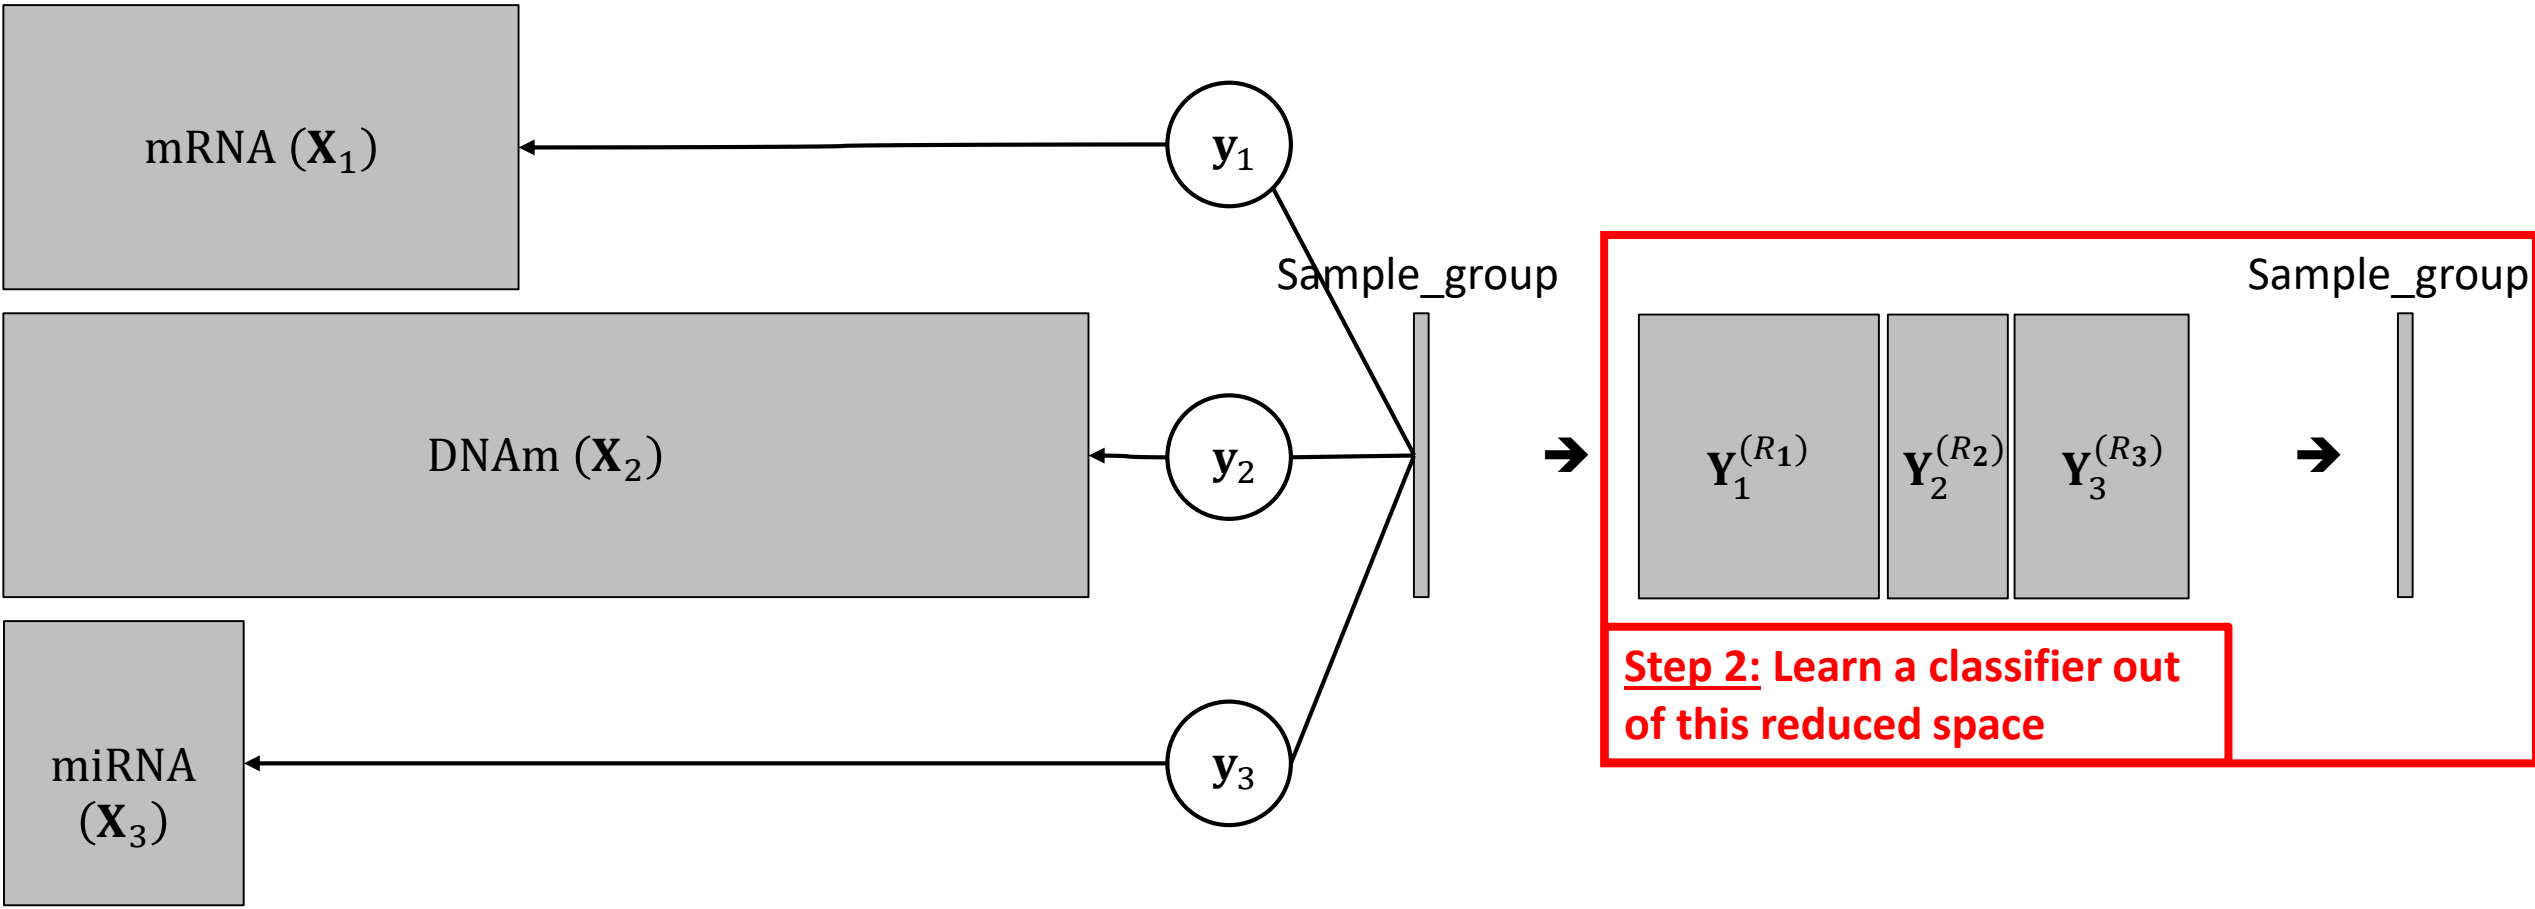 mRNA (𝐗₁)
y₁
Sample_group
Sample_group
DNAm (𝐗₂)
y₂
Y₁^(R₁)
Y₂^(R₂)
Y₃^(R₃)
Step 2: Learn a classifier out
of this reduced space
miRNA
(𝐗₃)
y₃